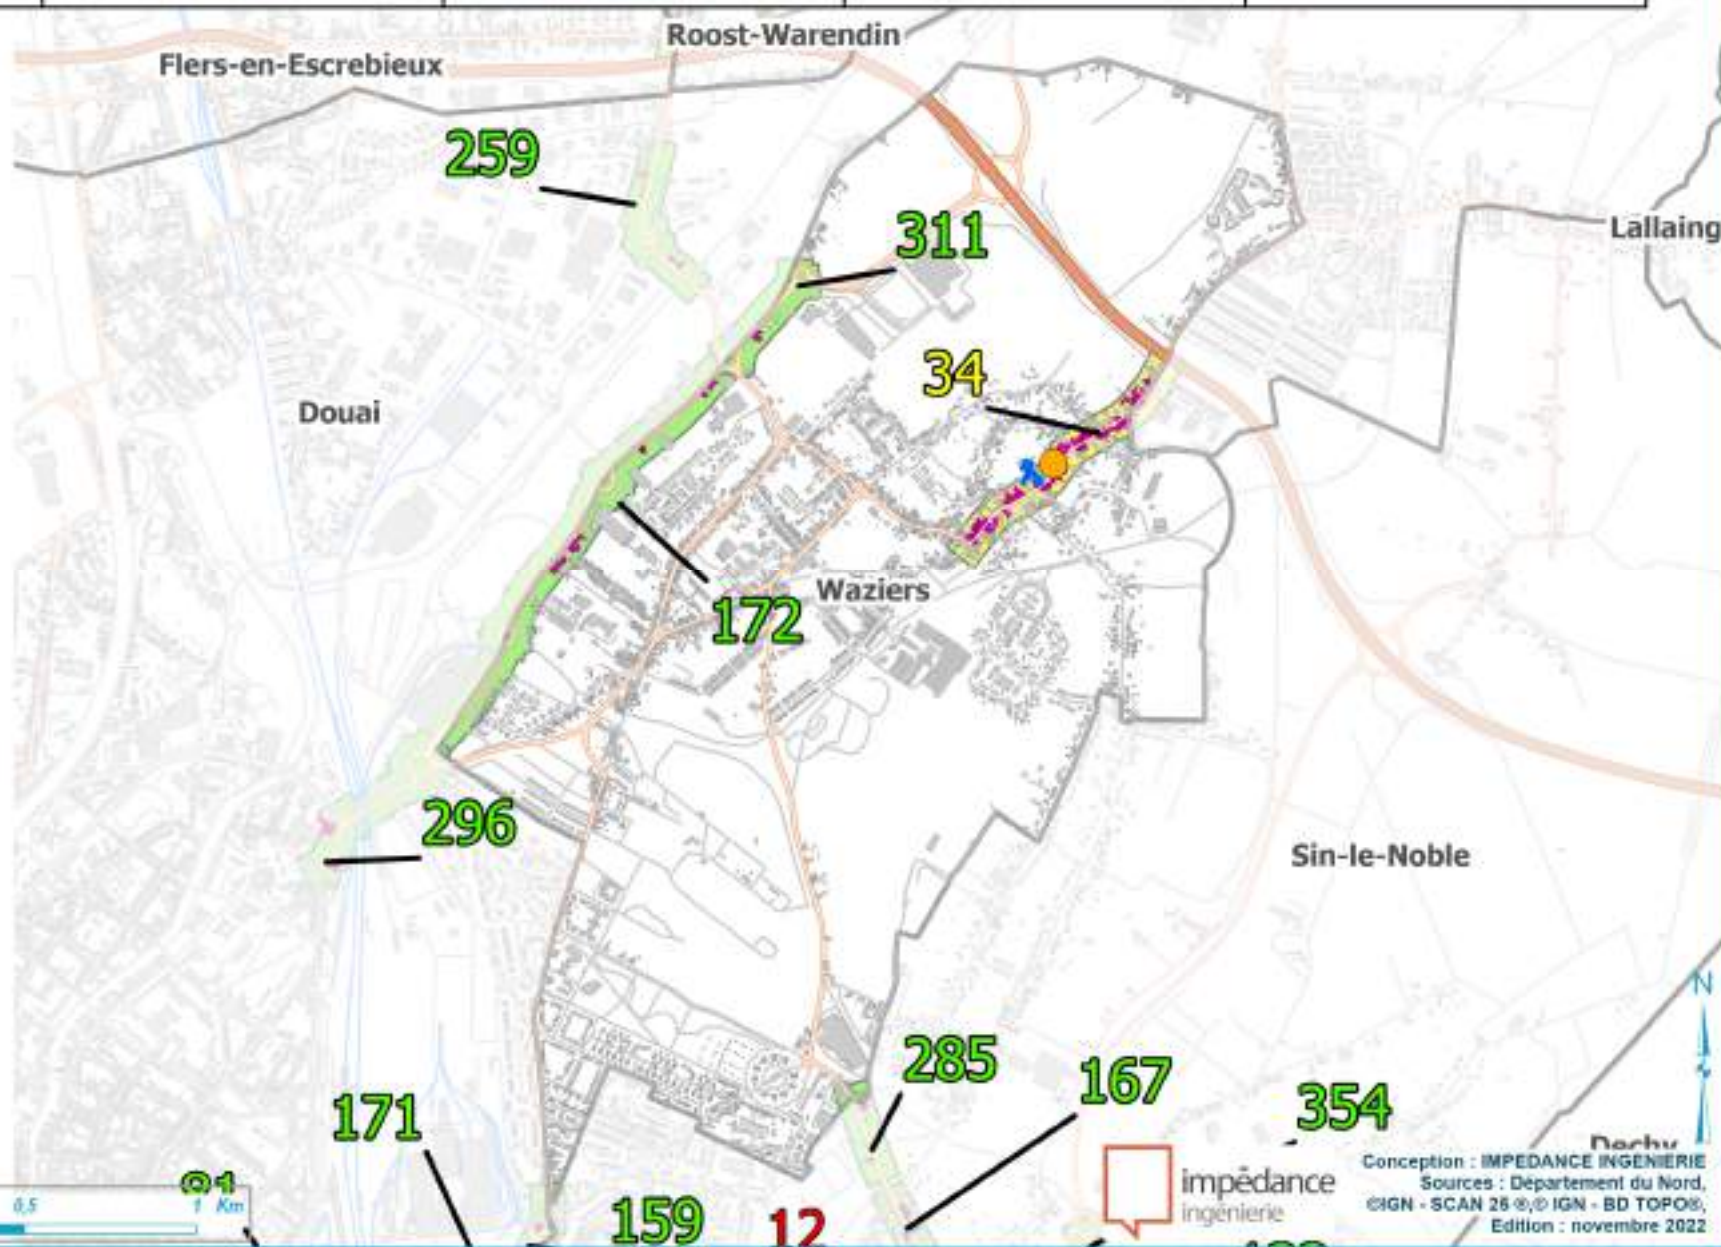 Roost-Warendin
Flers-en-Escrebieux
259
311
Lallaing
34
Douai
Waziers
172
296
Sin-le-Noble
N
285
167
354
171
Dechy
159
12
0,5 1 Km
impédance
ingénierie
Conception : IMPEDANCE INGENIERIE
Sources : Département du Nord,
©IGN - SCAN 25 ®,© IGN - BD TOPO®,
Edition : novembre 2022